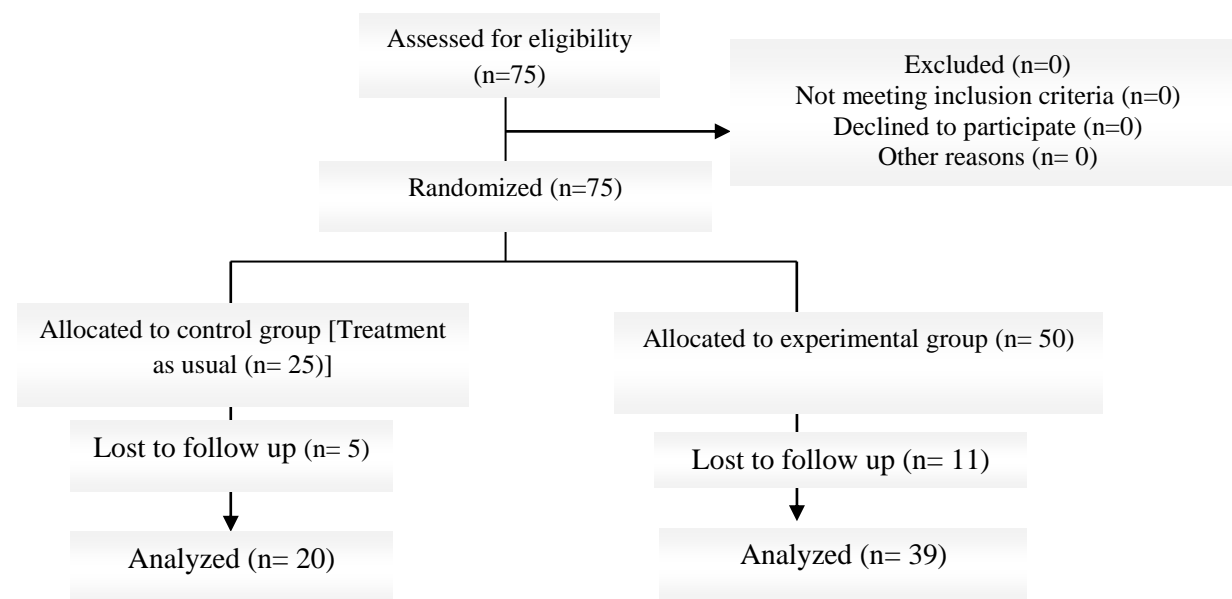 Assessed for eligibility
(n=75)
Excluded (n=0)
Not meeting inclusion criteria (n=0)
Declined to participate (n=0)
Other reasons (n= 0)
Randomized (n=75)
Allocated to control group [Treatment
as usual (n= 25)]
Allocated to experimental group (n= 50)
Lost to follow up (n= 5)
Lost to follow up (n= 11)
Analyzed (n= 20)
Analyzed (n= 39)